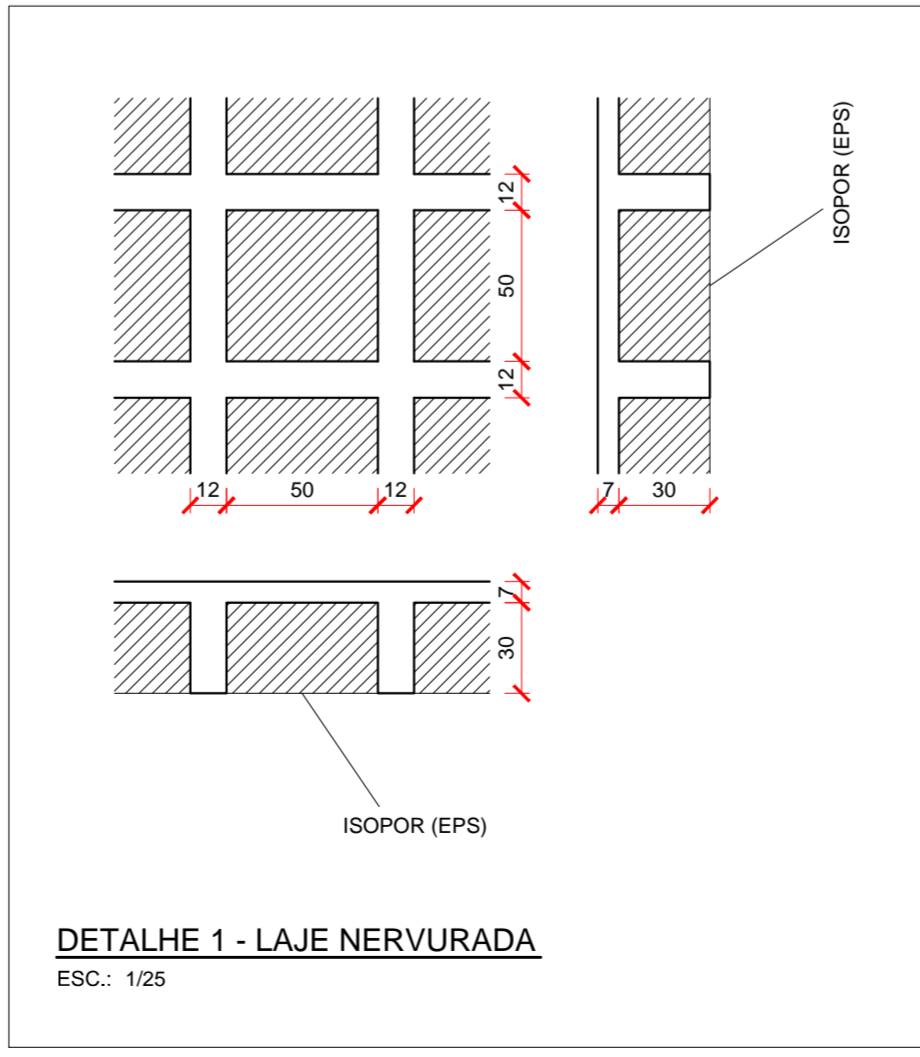 12
50
12
12 50 12
ISOPOR (EPS)
7 30
7
30
ISOPOR (EPS)
DETALHE 1 - LAJE NERVURADA
ESC.: 1/25